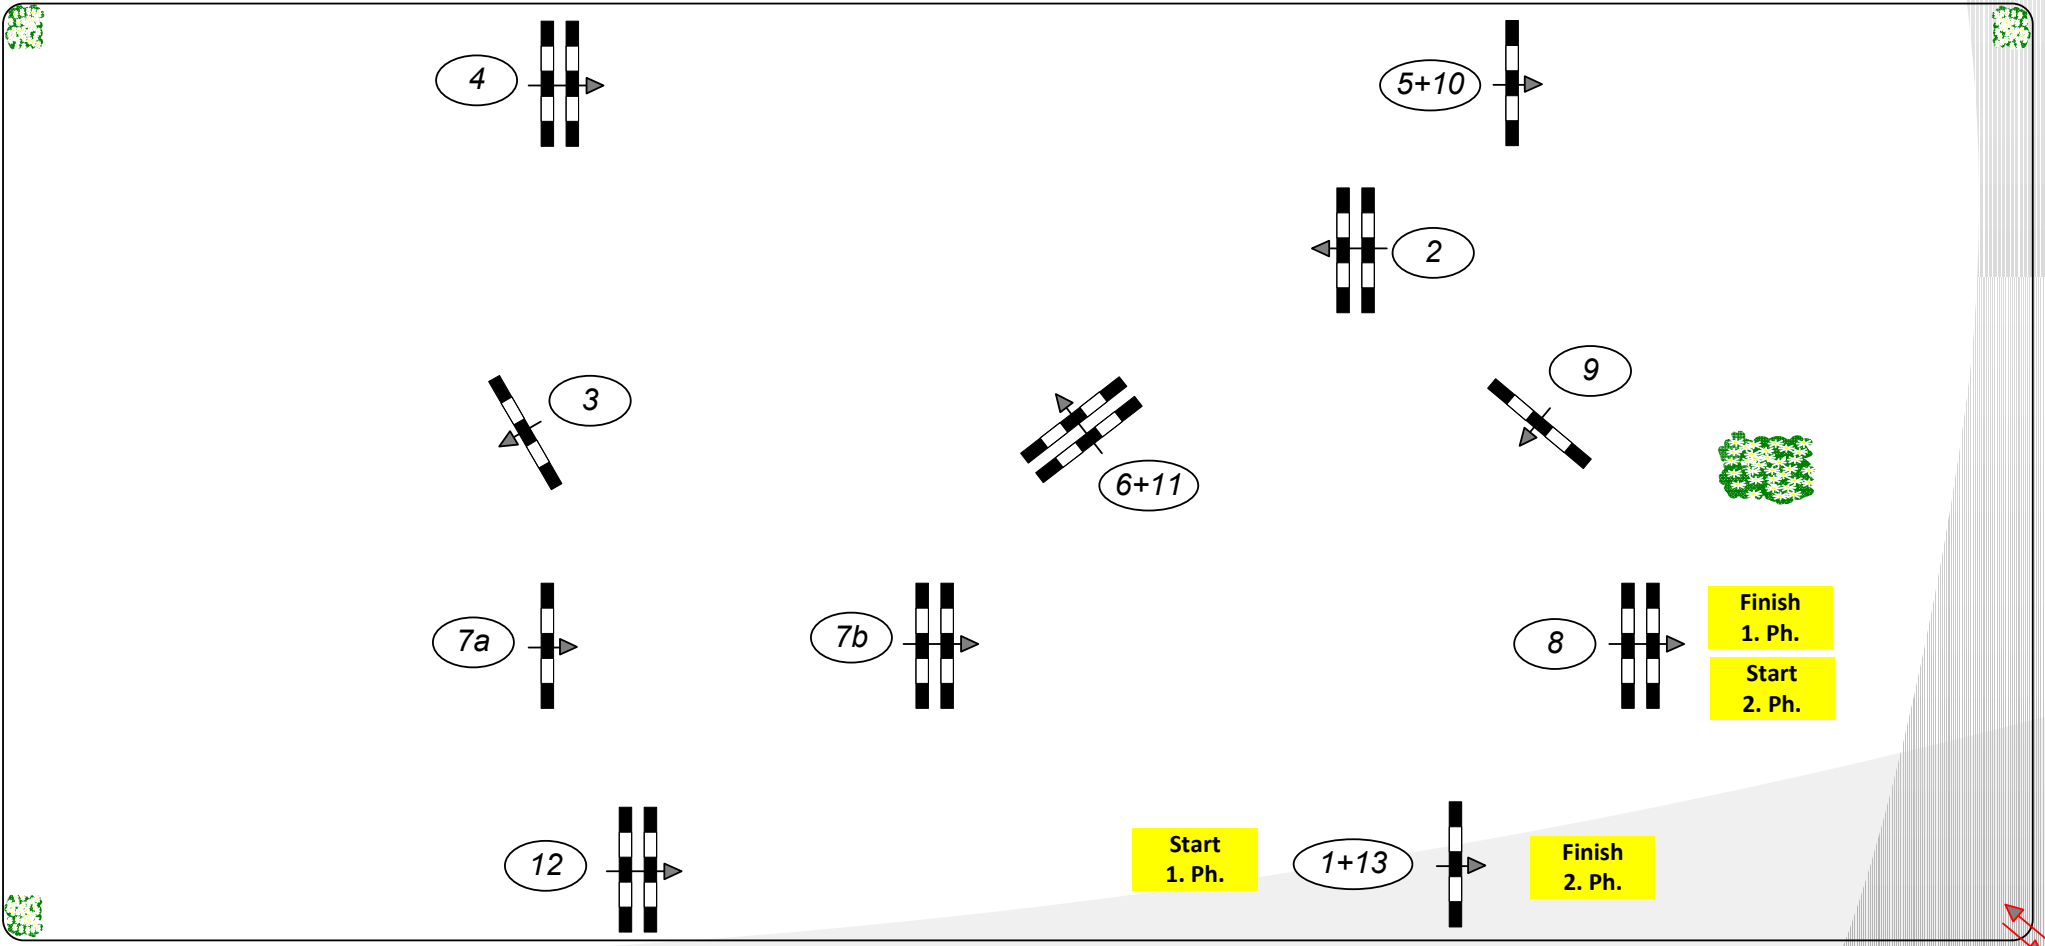 4
5+10
2
9
3
6+11
7a
7b
8
Finish
1. Ph.
Start
2. Ph.
12
Start
1. Ph.
1+13
Finish
2. Ph.